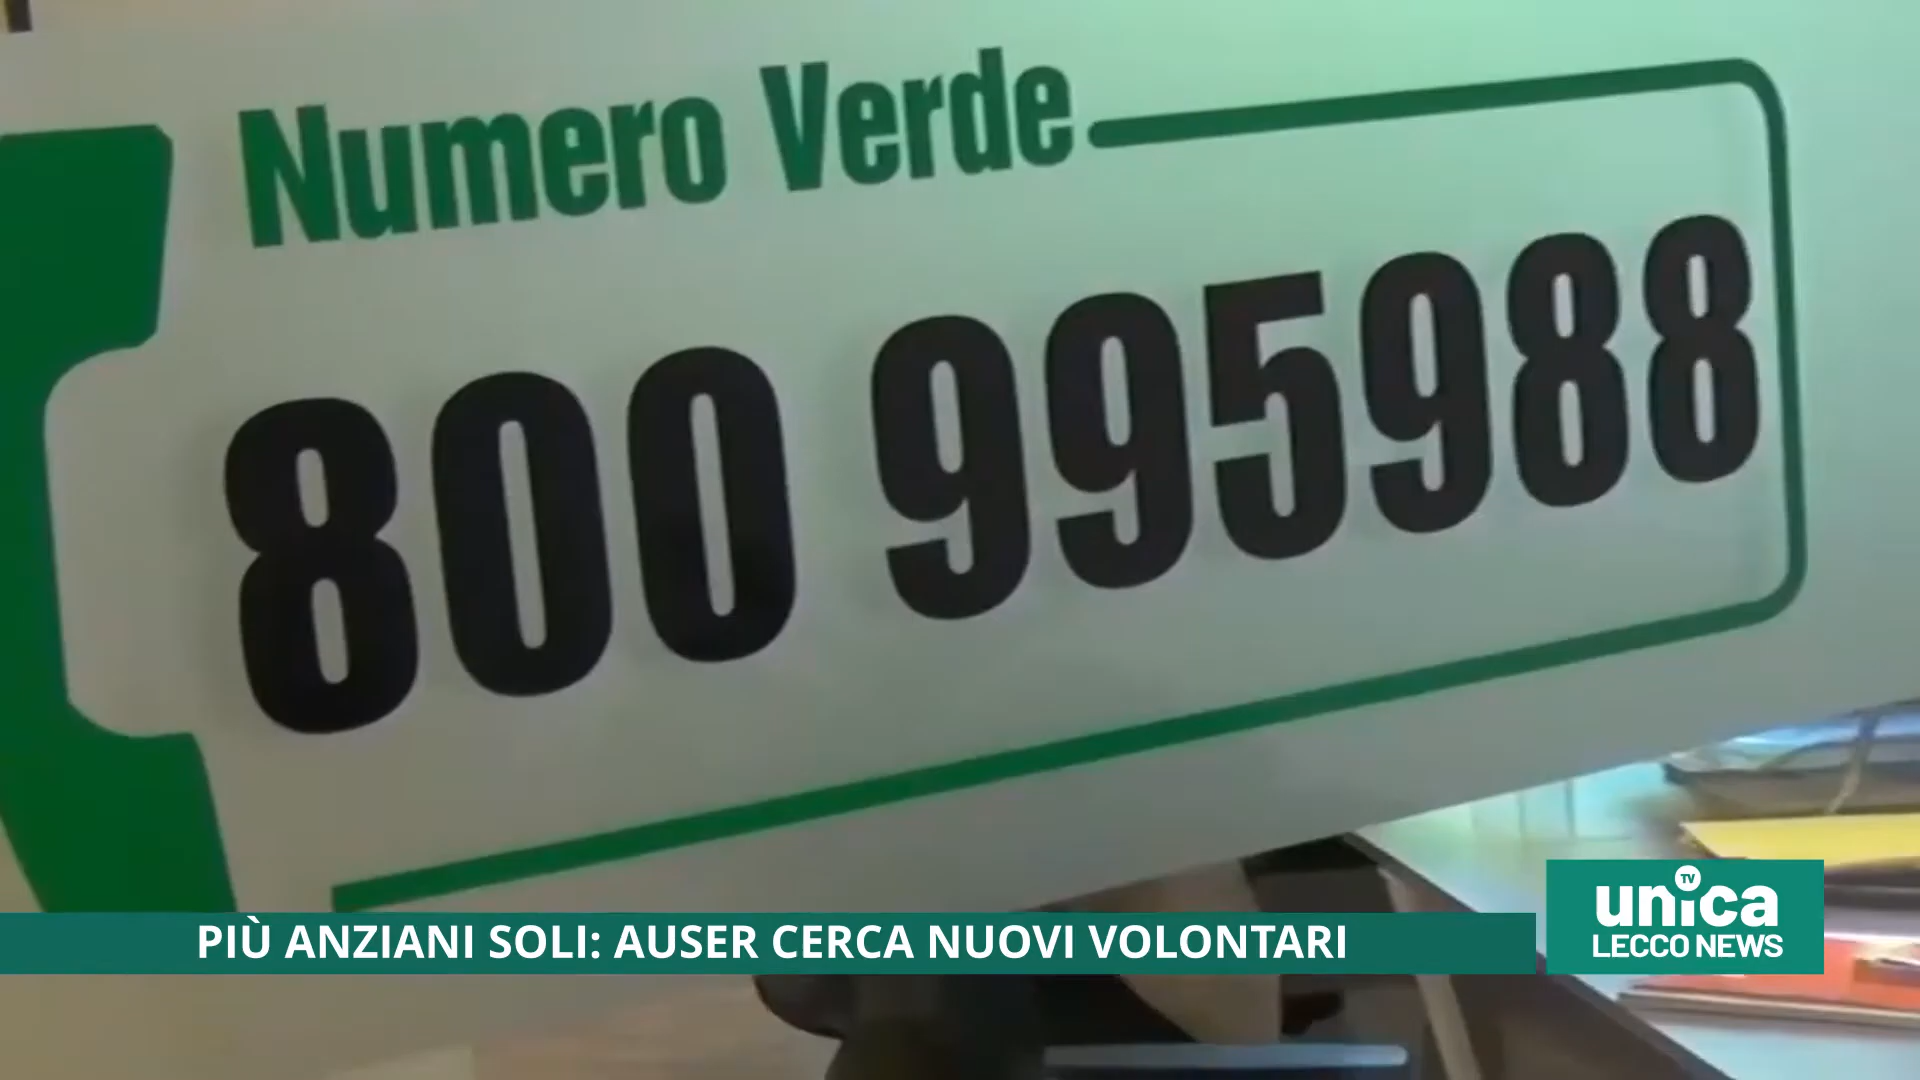 Numero Verde
800 995988
PIÙ ANZIANI SOLI: AUSER CERCA NUOVI VOLONTARI
unica TV
LECCO NEWS